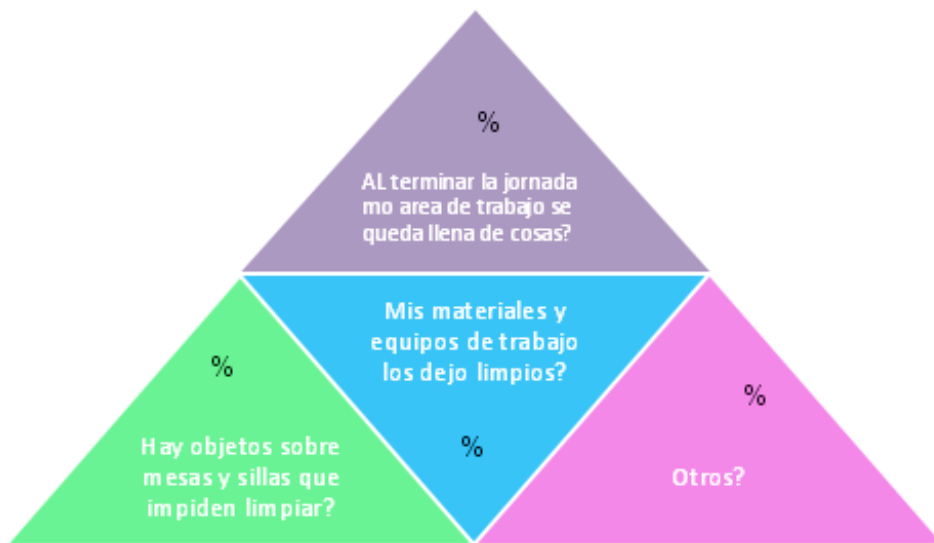 %
AL terminar la jornada
mo area de trabajo se
queda llena de cosas?
Mis materiales y
equipos de trabajo
los dejo limpios?
%
%
Hay objetos sobre
mesas y sillas que
impiden limpiar?
%
Otros?